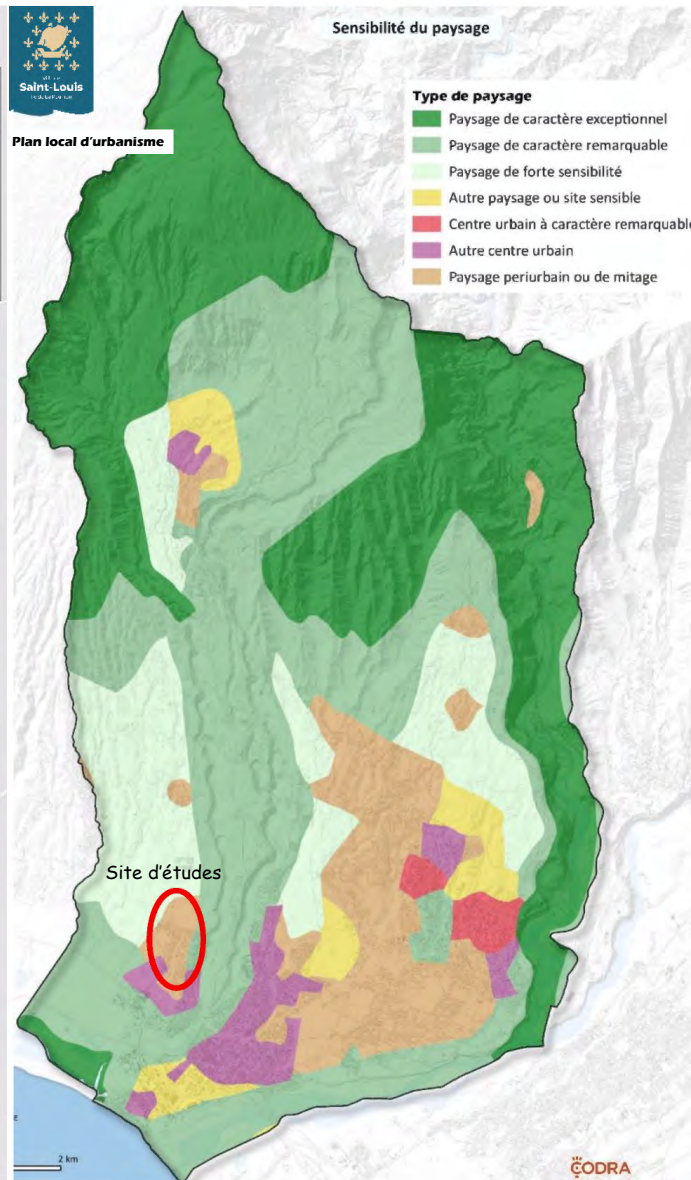 Sensibilité du paysage
Saint-Louis
Plan local d'urbanisme
Type de paysage
Paysage de caractère exceptionnel
Paysage de caractère remarquable
Paysage de forte sensibilité
Autre paysage ou site sensible
Centre urbain à caractère remarquable
Autre centre urbain
Paysage periurbain ou de mitage
Site d'études
2 km
CODRA